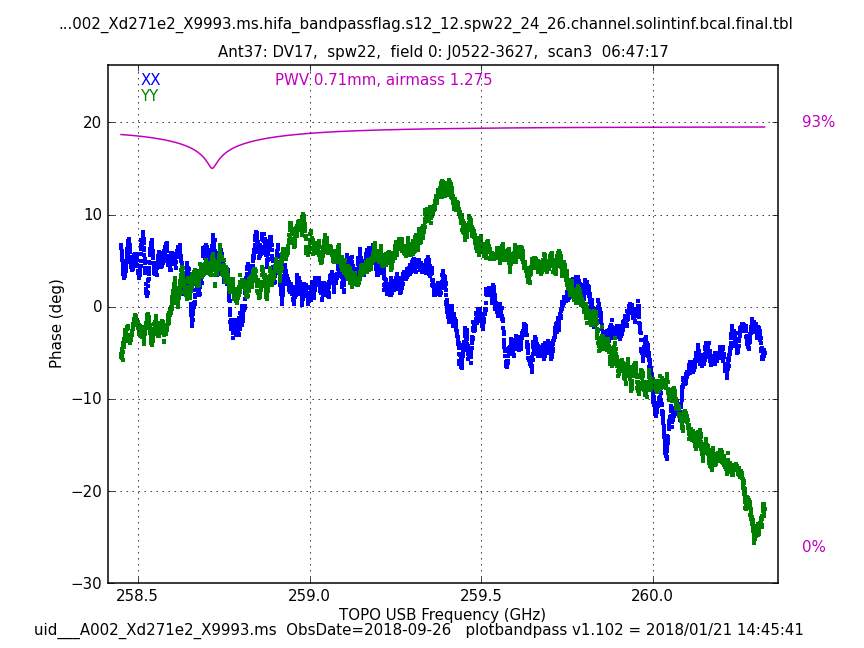 ...002_Xd271e2_X9993.ms.hifa_bandpassflag.s12_12.spw22_24_26.channel.solintinf.bcal.final.tbl
Ant37: DV17,  spw22,  field 0: J0522-3627,  scan3  06:47:17
XX
PWV 0.71mm, airmass 1.275
YY
93%
20
10
0
−10
−20
−30
Phase (deg)
0%
258.5
259.0
259.5
260.0
TOPO USB Frequency (GHz)
uid___A002_Xd271e2_X9993.ms  ObsDate=2018-09-26   plotbandpass v1.102 = 2018/01/21 14:45:41